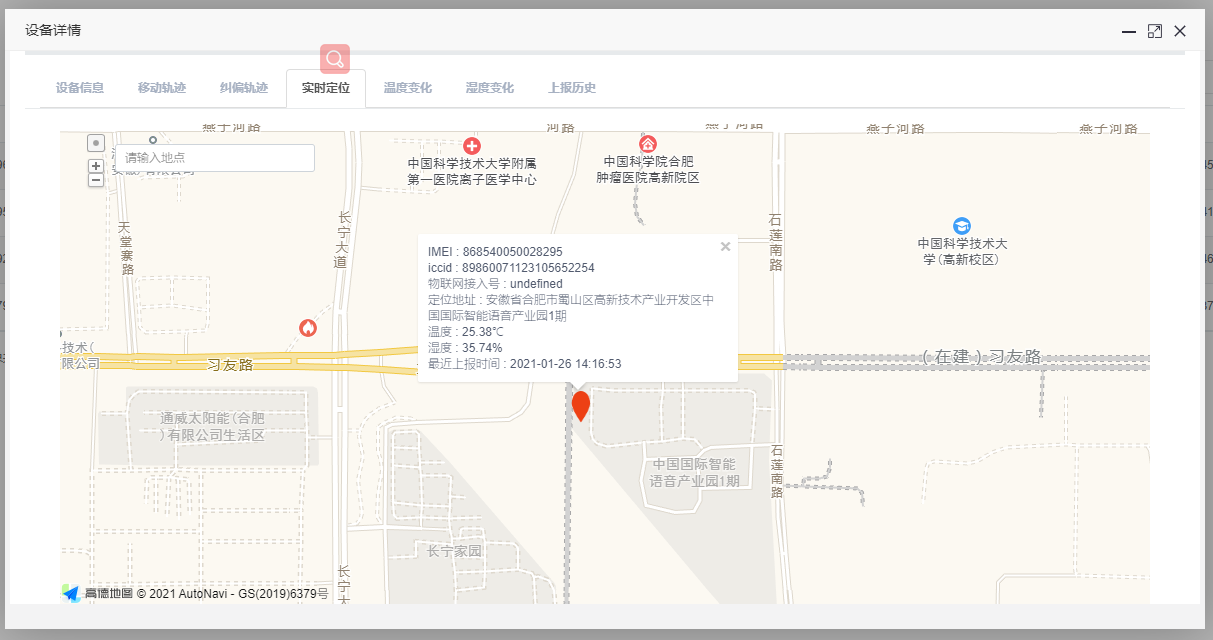 设备详情
设备信息
移动轨迹
纠偏轨迹
实时定位
温度变化
湿度变化
上报历史
燕子河路
河路
燕子河路
燕子河路
燕子河路
请输入地点
中国科学技术大学附属
第一医院离子医学中心
中国科学院合肥
肿瘤医院高新院区
天堂寨路
长宁大道
石莲南路
中国科学技术大
学(高新校区)
IMEI : 868540050028295
iccid : 89860071123105652254
物联网接入号 : undefined
定位地址 : 安徽省合肥市蜀山区高新技术产业开发区中
国国际智能语音产业园1期
温度 : 25.38℃
湿度 : 35.74%
最近上报时间 : 2021-01-26 14:16:53
技术(
限公司
习友路
(在建)习友路
通威太阳能(合肥
)有限公司生活区
中国国际智能
语音产业园1期
石莲南路
长宁家园
长宁大
高德地图 © 2021 AutoNavi - GS(2019)6379号